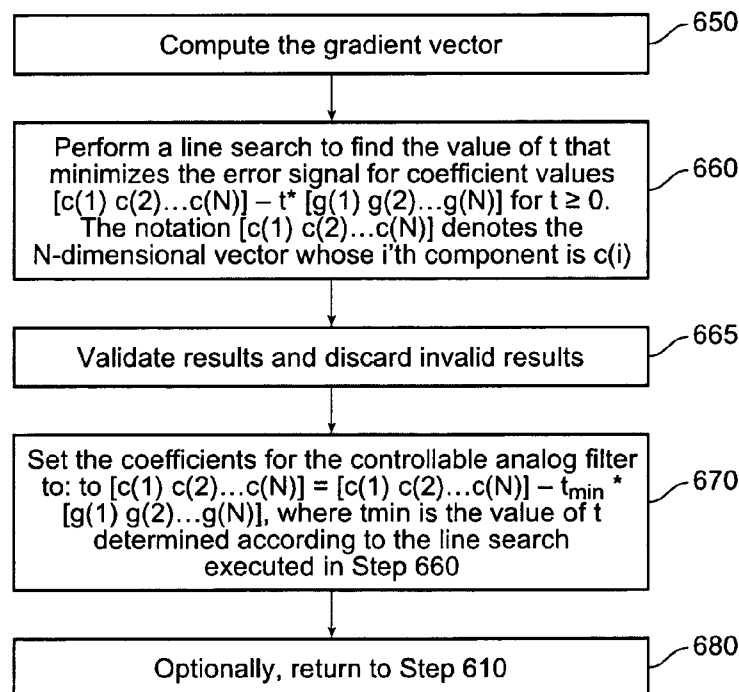 Compute the gradient vector
650
Perform a line search to find the value of t that
minimizes the error signal for coefficient values
[c(1) c(2)...c(N)] – t* [g(1) g(2)...g(N)] for t ≥ 0.
The notation [c(1) c(2)...c(N)] denotes the
N-dimensional vector whose i'th component is c(i)
660
Validate results and discard invalid results
665
Set the coefficients for the controllable analog filter
to: to [c(1) c(2)...c(N)] = [c(1) c(2)...c(N)] – tmin *
[g(1) g(2)...g(N)], where tmin is the value of t
determined according to the line search
executed in Step 660
670
Optionally, return to Step 610
680